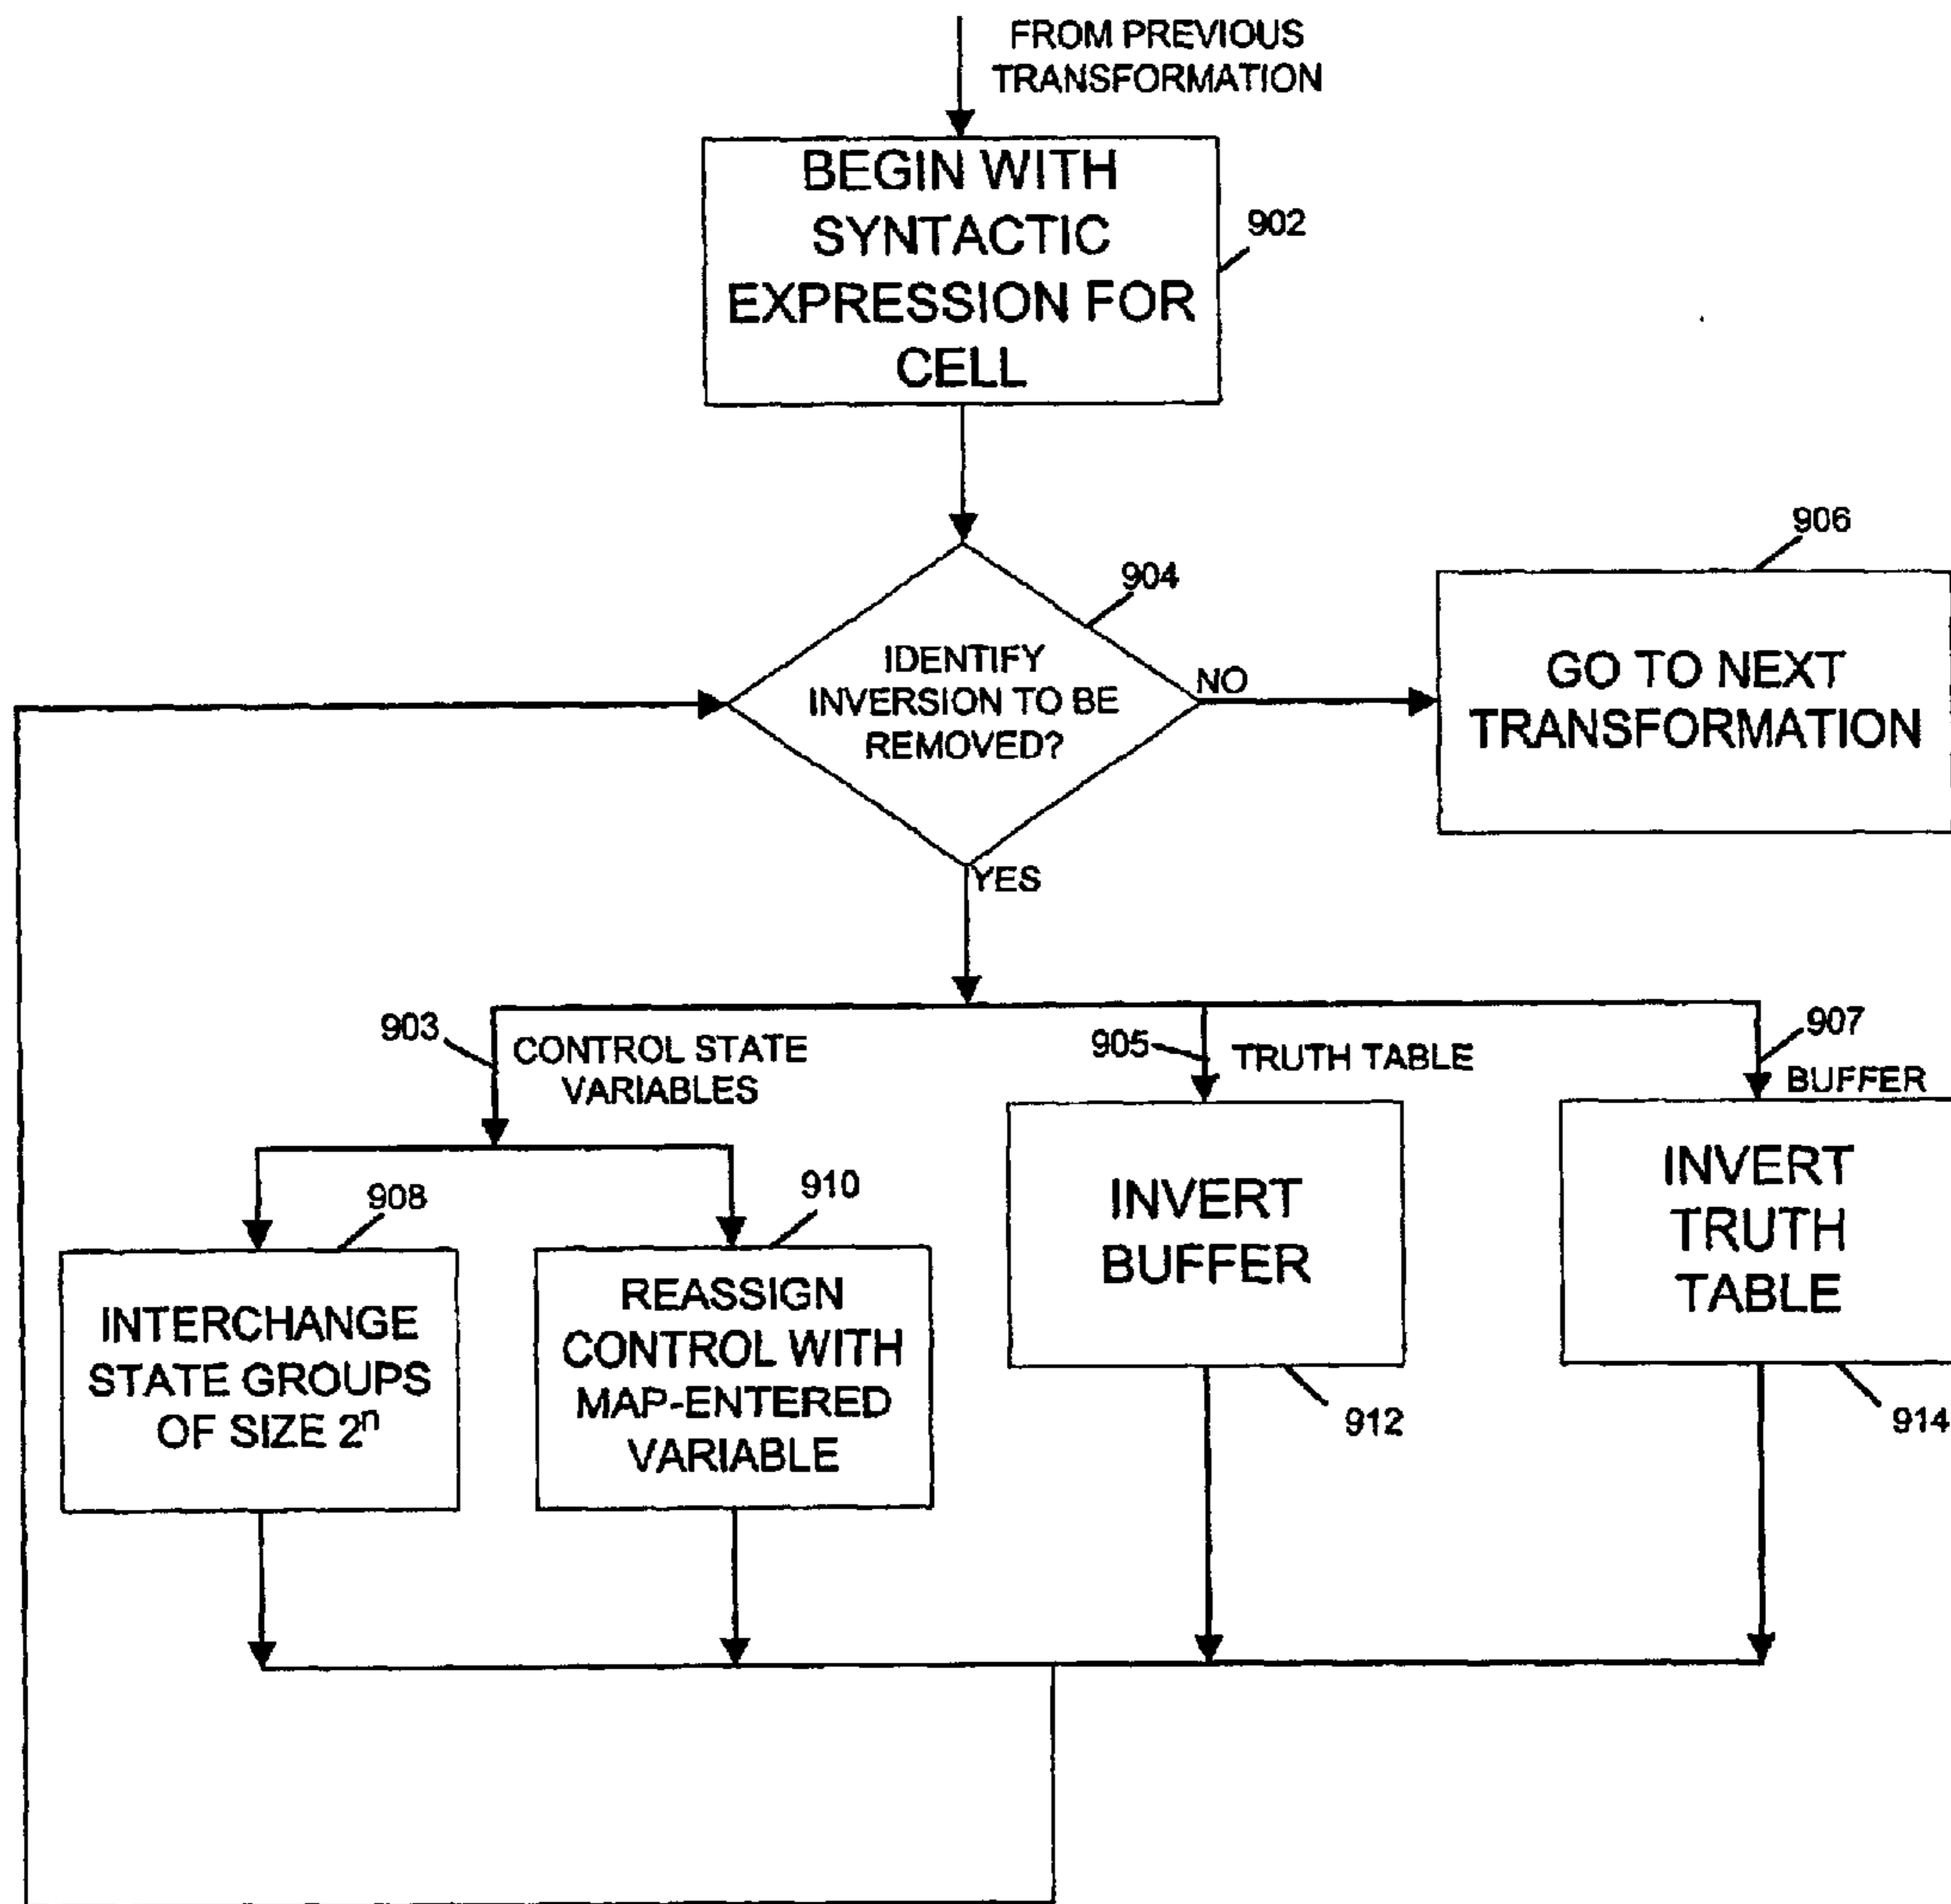 FROM PREVIOUS
TRANSFORMATION
BEGIN WITH
SYNTACTIC
EXPRESSION FOR
CELL
902
904
IDENTIFY
INVERSION TO BE
REMOVED?
NO
906
GO TO NEXT
TRANSFORMATION
YES
903
CONTROL STATE
VARIABLES
905
TRUTH TABLE
907
BUFFER
908
INTERCHANGE
STATE GROUPS
OF SIZE 2ⁿ
910
REASSIGN
CONTROL WITH
MAP-ENTERED
VARIABLE
INVERT
BUFFER
912
INVERT
TRUTH
TABLE
914